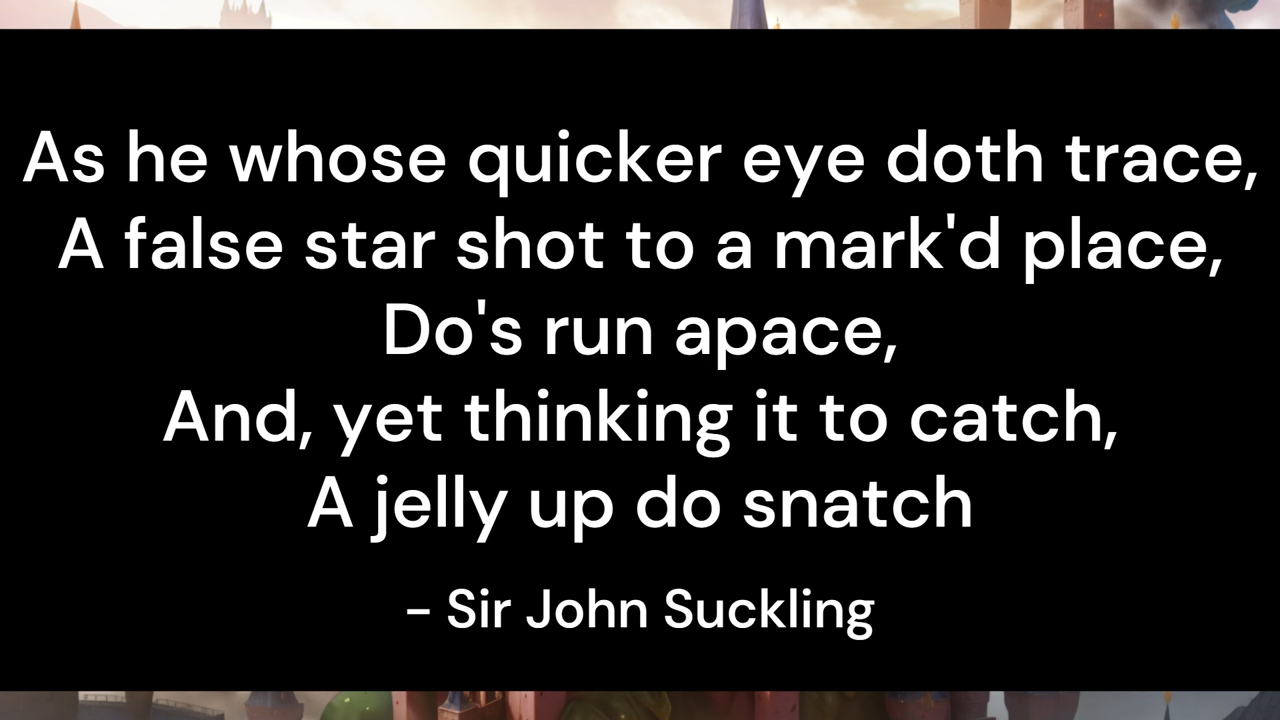 As he whose quicker eye doth trace,
A false star shot to a mark'd place,
Do's run apace,
And, yet thinking it to catch,
A jelly up do snatch
– Sir John Suckling